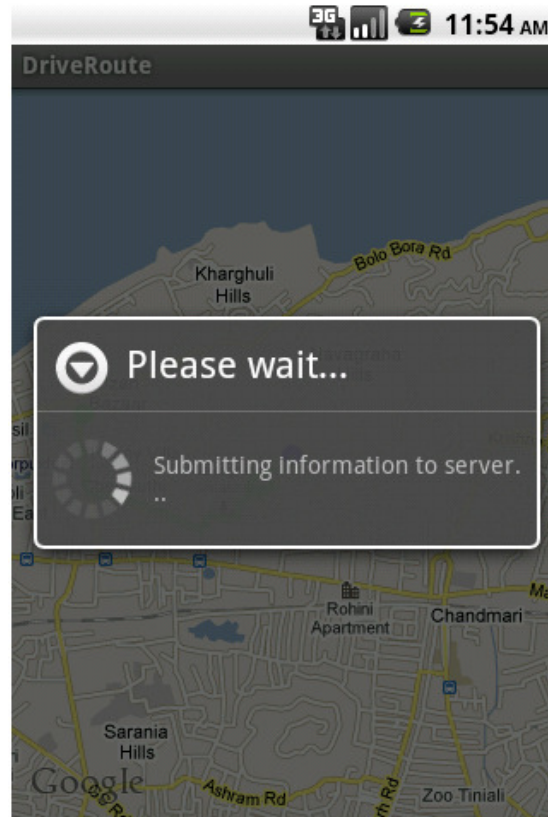 3G
11:54 AM
DriveRoute
Bolo Bora Rd
Kharghuli
Hills
Please wait...
Submitting information to server.
..
Rohini
Apartment
Chandmari
Sarania
Hills
Google
Ashram Rd
Zoo Tiniali